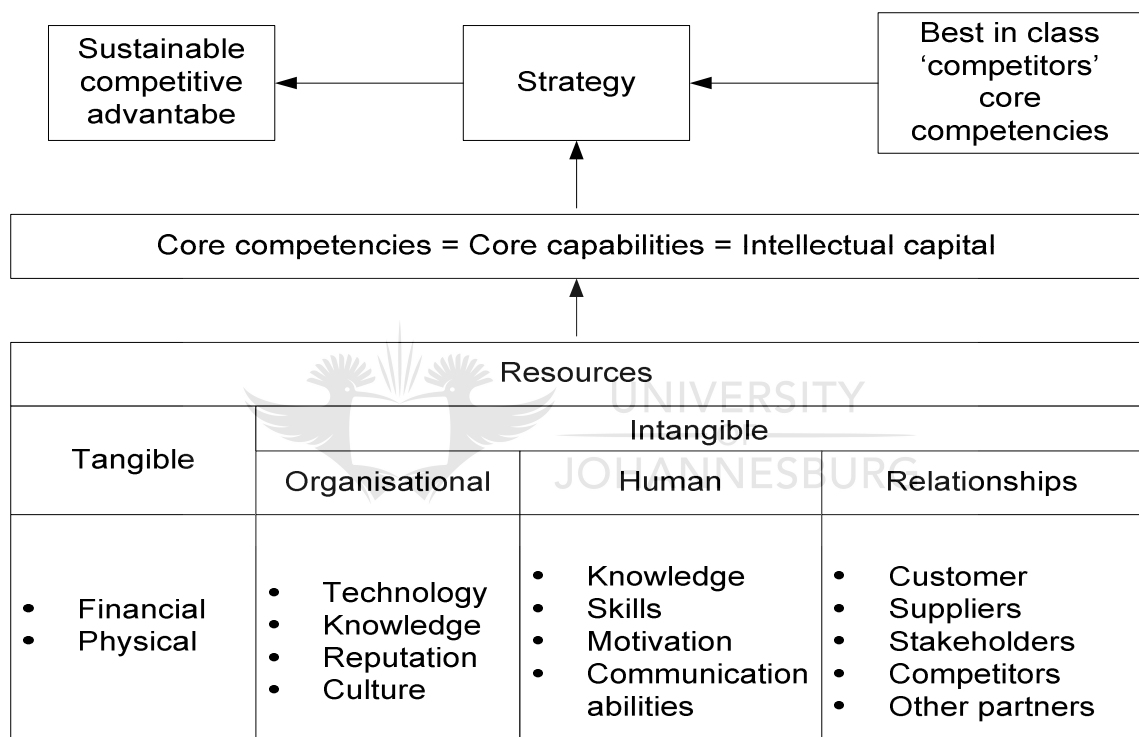 Sustainable
competitive
advantabe
Strategy
Best in class
‘competitors’
core
competencies
Core competencies = Core capabilities = Intellectual capital
Resources
UNIVERSITY
OF
JOHANNESBURG
Tangible
Intangible
Organisational
Human
Relationships
• Financial
• Physical
• Technology
• Knowledge
• Reputation
• Culture
• Knowledge
• Skills
• Motivation
• Communication
abilities
• Customer
• Suppliers
• Stakeholders
• Competitors
• Other partners